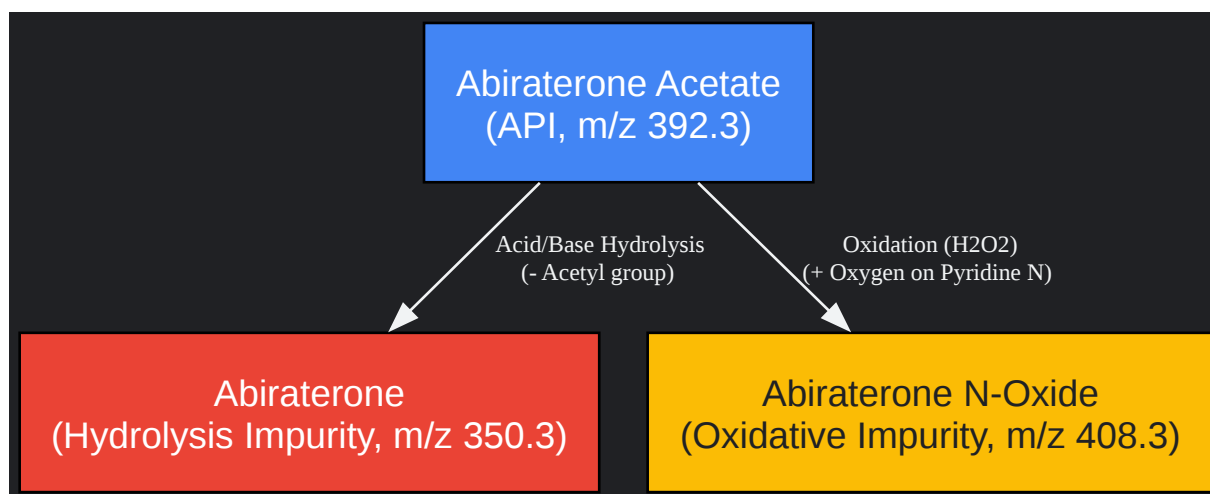 Abiraterone Acetate
(API, m/z 392.3)
Acid/Base Hydrolysis
(- Acetyl group)
Oxidation (H2O2)
(+ Oxygen on Pyridine N)
Abiraterone
(Hydrolysis Impurity, m/z 350.3)
Abiraterone N-Oxide
(Oxidative Impurity, m/z 408.3)